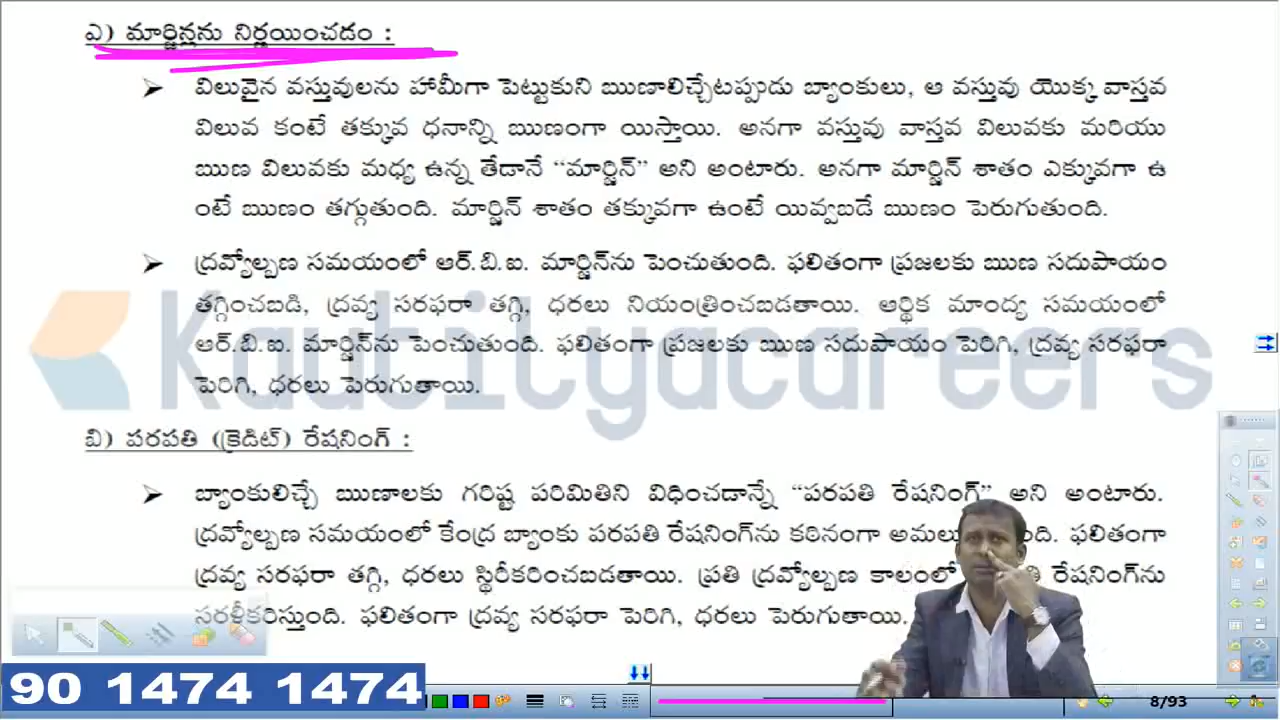 ఎ) మార్జిన్లను నిర్ణయించడం :
➢ విలువైన వస్తువులను హామీగా పెట్టుకుని ఋణాలిచ్చేటప్పుడు బ్యాంకులు, ఆ వస్తువు యొక్క వాస్తవ
విలువ కంటే తక్కువ ధనాన్ని ఋణంగా యిస్తాయి. అనగా వస్తువు వాస్తవ విలువకు మరియు
ఋణ విలువకు మధ్య ఉన్న తేడానే “మార్జిన్” అని అంటారు. అనగా మార్జిన్ శాతం ఎక్కువగా ఉ
ంటే ఋణం తగ్గుతుంది. మార్జిన్ శాతం తక్కువగా ఉంటే యివ్వబడే ఋణం పెరుగుతుంది.
➢ ద్రవ్యోల్బణ సమయంలో ఆర్.బి.ఐ. మార్జిన్‌ను పెంచుతుంది. ఫలితంగా ప్రజలకు ఋణ సదుపాయం
తగ్గించబడి, ద్రవ్య సరఫరా తగ్గి, ధరలు నియంత్రించబడతాయి. ఆర్థిక మాంద్య సమయంలో
ఆర్.బి.ఐ. మార్జిన్‌ను పెంచుతుంది. ఫలితంగా ప్రజలకు ఋణ సదుపాయం పెరిగి, ద్రవ్య సరఫరా
పెరిగి, ధరలు పెరుగుతాయి.
Kautilyacareers
బి) పరపతి (క్రెడిట్) రేషనింగ్ :
➢ బ్యాంకులిచ్చే ఋణాలకు గరిష్ట పరిమితిని విధించడాన్నే “పరపతి రేషనింగ్” అని అంటారు.
ద్రవ్యోల్బణ సమయంలో కేంద్ర బ్యాంకు పరపతి రేషనింగ్‌ను కఠినంగా ఫలితంగా
ద్రవ్య సరఫరా తగ్గి, ధరలు స్థిరీకరించబడతాయి. ప్రతి ద్రవ్యోల్బణ కాలంలో రేషనింగ్‌ను
సరళీకరిస్తుంది. ఫలితంగా ద్రవ్య సరఫరా పెరిగి, ధరలు పెరుగుతాయి.
90 1474 1474
8/93